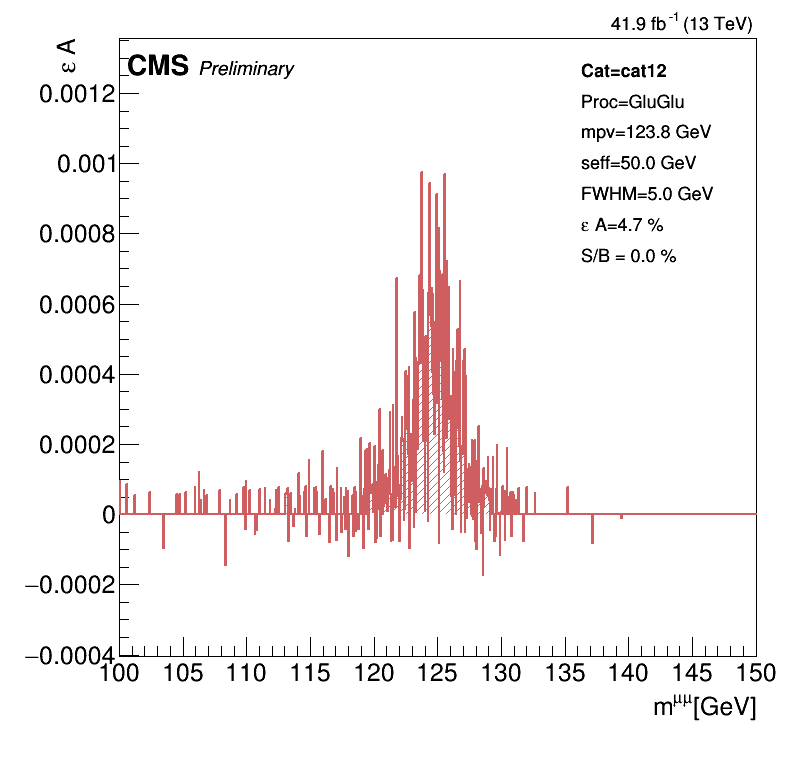 41.9 fb⁻¹ (13 TeV)
ε A
CMS Preliminary
Cat=cat12
Proc=GluGlu
mpv=123.8 GeV
seff=50.0 GeV
FWHM=5.0 GeV
ε A=4.7 %
S/B = 0.0 %
0.0012
0.001
0.0008
0.0006
0.0004
0.0002
0
−0.0002
−0.0004
100 105 110 115 120 125 130 135 140 145 150
m^μμ[GeV]